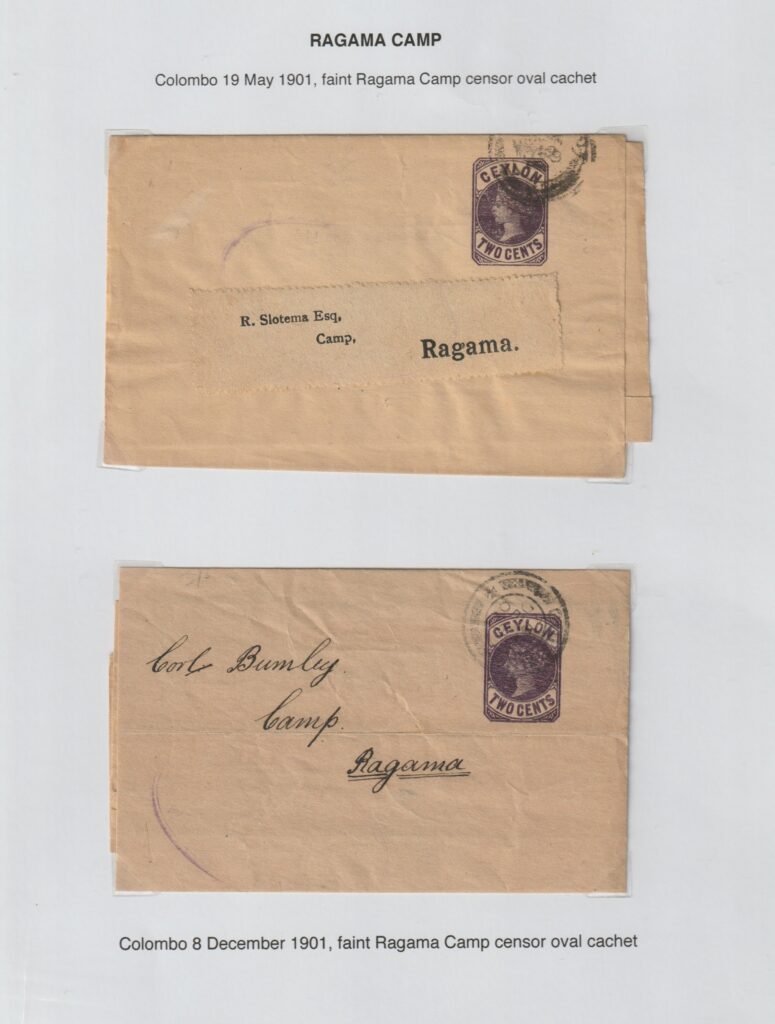 RAGAMA CAMP
Colombo 19 May 1901, faint Ragama Camp censor oval cachet
CEYLON
TWO CENTS
R. Slotema Esq,
Camp,
Ragama.
CEYLON
TWO CENTS
Corl Bumley
Camp.
Ragama
Colombo 8 December 1901, faint Ragama Camp censor oval cachet